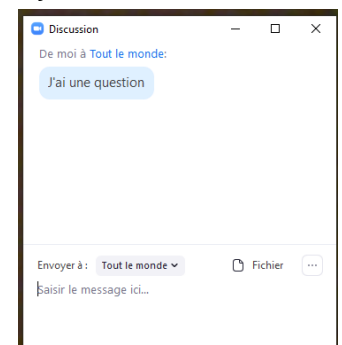 Discussion
De moi à Tout le monde:
J'ai une question
Envoyer à : Tout le monde Fichier ...
Saisir le message ici...